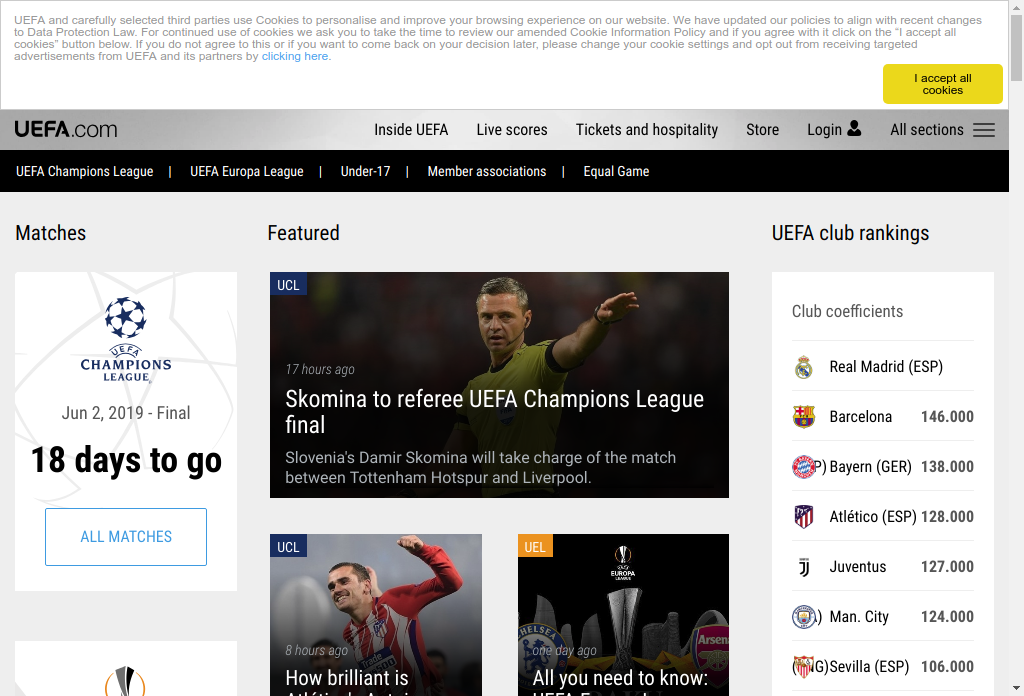 UEFA and carefully selected third parties use Cookies to personalise and improve your browsing experience on our website. We have updated our policies to align with recent changes
to Data Protection Law. For continued use of cookies we ask you to take the time to review our amended Cookie Information Policy and if you agree with it click on the "I accept all
cookies" button below. If you do not agree to this or if you want to come back on your decision later, please change your cookie settings and opt out from receiving targeted
advertisements from UEFA and its partners by clicking here.
I accept all
cookies
UEFA.com
Inside UEFA
Live scores
Tickets and hospitality
Store
Login
All sections
UEFA Champions League | UEFA Europa League | Under-17 | Member associations | Equal Game
Matches
UEFA
CHAMPIONS
LEAGUE
Jun 2, 2019 - Final
18 days to go
ALL MATCHES
Featured
UCL
17 hours ago
Skomina to referee UEFA Champions League
final
Slovenia's Damir Skomina will take charge of the match
between Tottenham Hotspur and Liverpool.
UCL
8 hours ago
How brilliant is
UEL
EUROPA
LEAGUE
CHELSEA
Arsenal
one day ago
All you need to know:
UEFA club rankings
Club coefficients
Real Madrid (ESP)
Barcelona 146.000
P) Bayern (GER) 138.000
Atlético (ESP) 128.000
Juventus 127.000
) Man. City 124.000
(G) Sevilla (ESP) 106.000